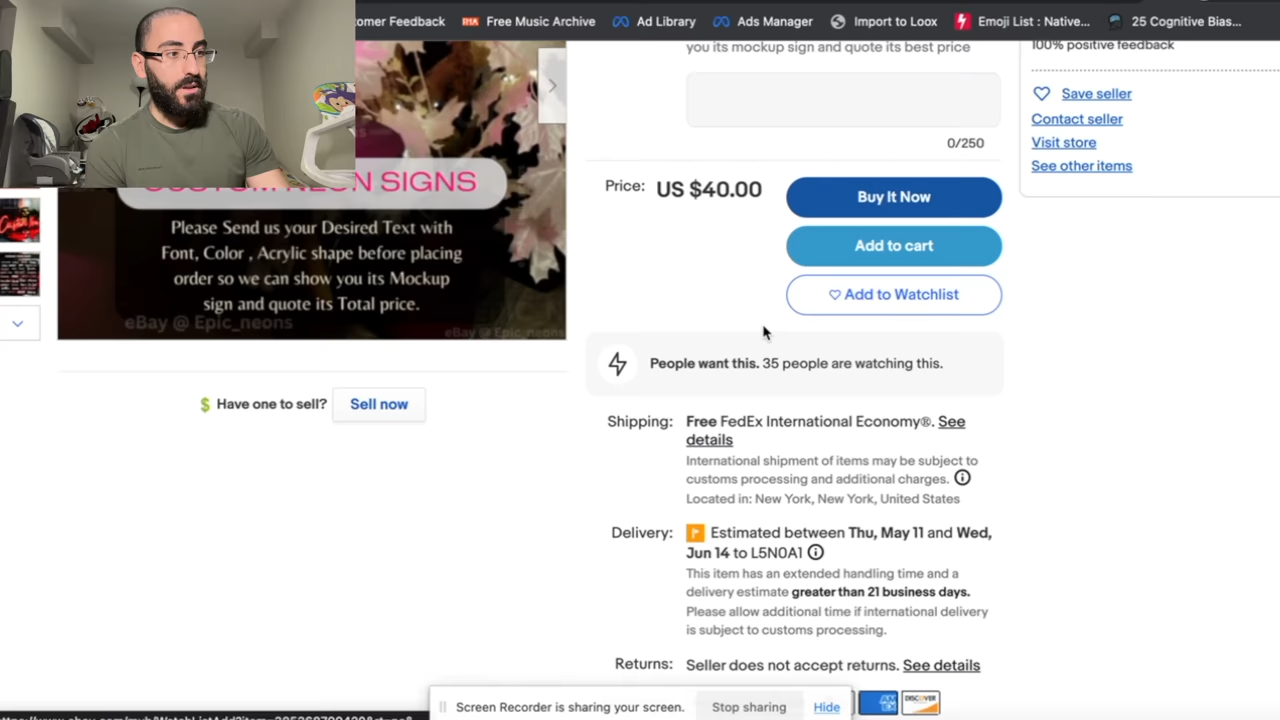 tomer Feedback
Free Music Archive
Ad Library
Ads Manager
Import to Loox
Emoji List : Native...
25 Cognitive Bias...
you its mockup sign and quote its best price
0/250
Price: US $40.00
Buy It Now
Add to cart
Add to Watchlist
People want this. 35 people are watching this.
Shipping: Free FedEx International Economy®. See
details
International shipment of items may be subject to
customs processing and additional charges.
Located in: New York, New York, United States
Delivery: Estimated between Thu, May 11 and Wed,
Jun 14 to L5N0A1
This item has an extended handling time and a
delivery estimate greater than 21 business days.
Please allow additional time if international delivery
is subject to customs processing.
Returns: Seller does not accept returns. See details
100% positive feedback
Save seller
Contact seller
Visit store
See other items
CUSTOM NEON SIGNS
Please Send us your Desired Text with
Font, Color , Acrylic shape before placing
order so we can show you its Mockup
sign and quote its Total price.
eBay @ Epic_neons
eBay @ Epic_neons
Have one to sell? Sell now
Screen Recorder is sharing your screen.
Stop sharing
Hide
DISCOVER